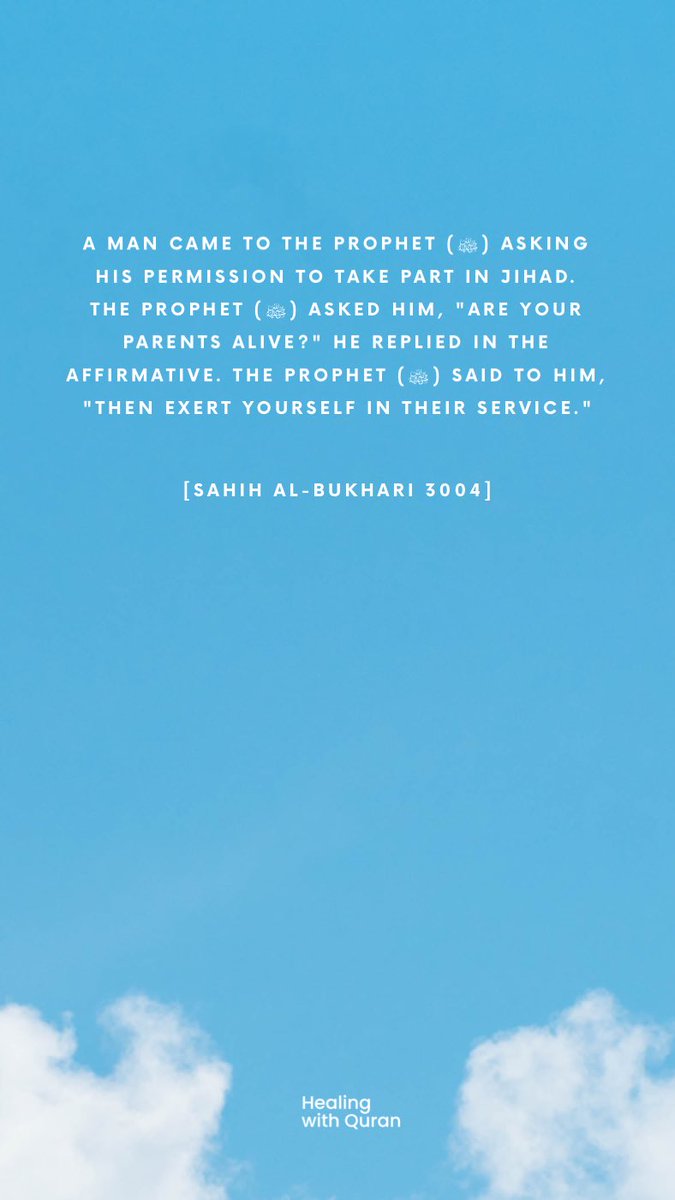 A MAN CAME TO THE PROPHET (ﷺ) ASKING
HIS PERMISSION TO TAKE PART IN JIHAD.
THE PROPHET (ﷺ) ASKED HIM, "ARE YOUR
PARENTS ALIVE?" HE REPLIED IN THE
AFFIRMATIVE. THE PROPHET (ﷺ) SAID TO HIM,
"THEN EXERT YOURSELF IN THEIR SERVICE."
[SAHIH AL-BUKHARI 3004]
Healing
with Quran